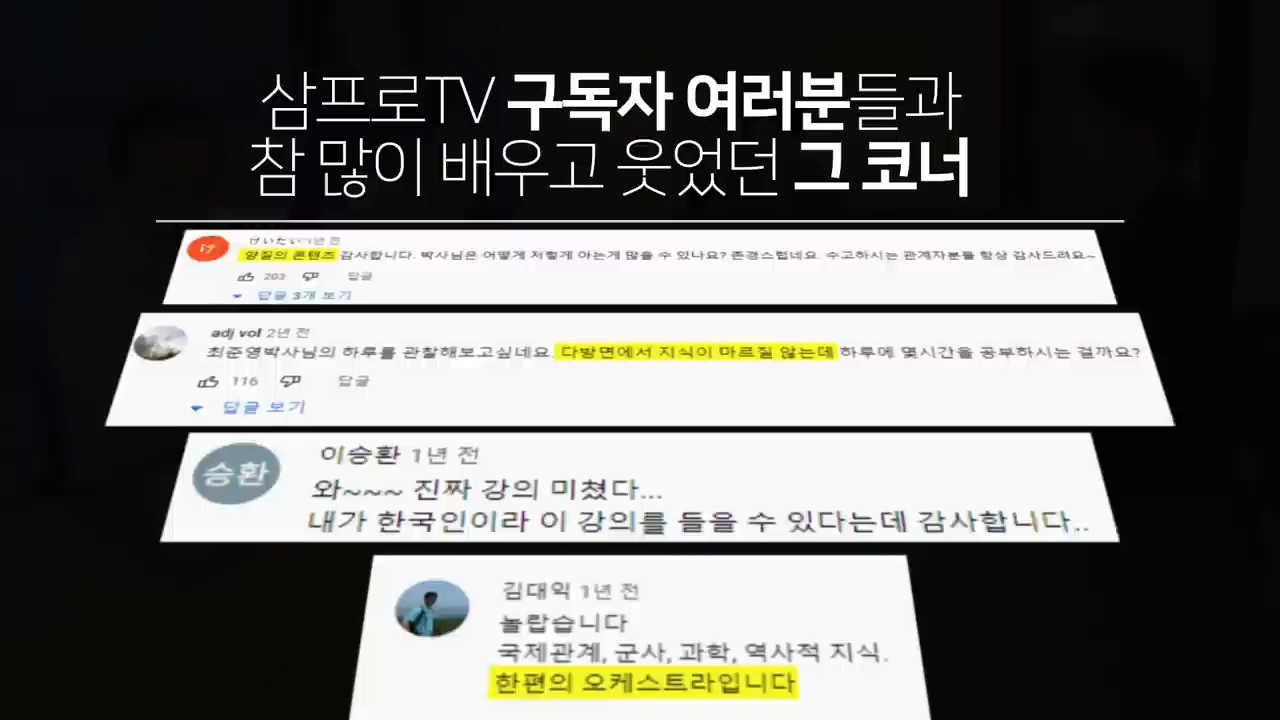 삼프로TV 구독자 여러분들과
참 많이 배우고 웃었던 그 코너
け
けいたい 1년 전
양질의 콘텐즈 감사합니다. 박사님은 어떻게 저렇게 아는게 많을 수 있나요? 존경스럽네요. 수고하시는 관계자분들 항상 감사드려요~
203 답글
답글 3개 보기
adj vol 2년 전
최준영박사님의 하루를 관찰해보고싶네요. 다방면에서 지식이 마르질 않는데 하루에 몇시간을 공부하시는 걸까요?
116 답글
답글 보기
승환
이승환 1년 전
와~~~ 진짜 강의 미쳤다...
내가 한국인이라 이 강의를 들을 수 있다는데 감사합니다..
김대익 1년 전
놀랍습니다
국제관계, 군사, 과학, 역사적 지식.
한편의 오케스트라입니다